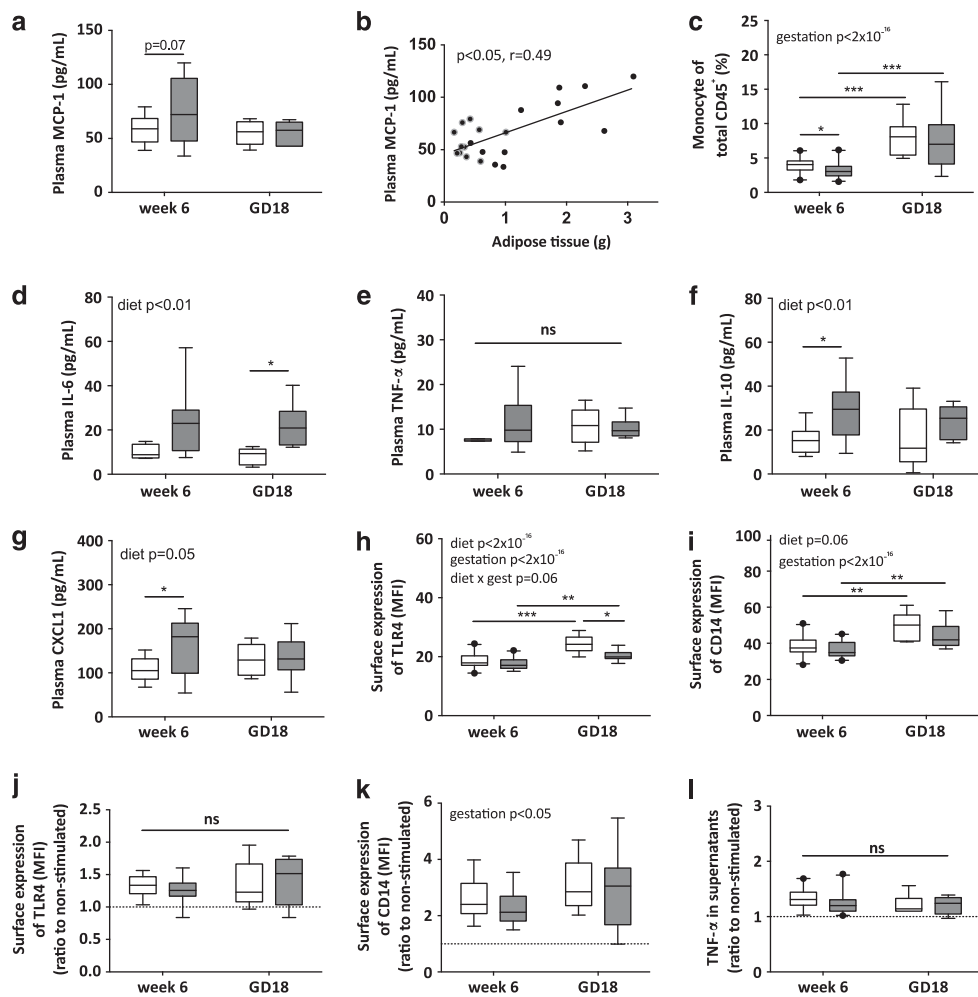 a
Plasma MCP-1 (pg/mL)
150
100
50
0
p=0.07
week 6
GD18
b
Plasma MCP-1 (pg/mL)
150
100
50
0
p<0.05, r=0.49
0
1
2
3
Adipose tissue (g)
c
Monocyte of
total CD45+ (%)
25
20
15
10
5
0
gestation p<2x10-16
***
***
*
week 6
GD18
d
Plasma IL-6 (pg/mL)
80
60
40
20
0
diet p<0.01
*
week 6
GD18
e
Plasma TNF-α (pg/mL)
40
30
20
10
0
ns
week 6
GD18
f
Plasma IL-10 (pg/mL)
80
60
40
20
0
diet p<0.01
*
week 6
GD18
g
Plasma CXCL1 (pg/mL)
400
300
200
100
0
diet p=0.05
*
week 6
GD18
h
Surface expression
of TLR4 (MFI)
60
40
20
0
diet p<2x10-16
gestation p<2x10-16
diet x gest p=0.06
**
***
*
week 6
GD18
i
Surface expression
of CD14 (MFI)
100
80
60
40
20
0
diet p=0.06
gestation p<2x10-16
**
**
week 6
GD18
j
Surface expression
of TLR4 (MFI)
(ratio to non-stimulated)
2.5
2.0
1.5
1.0
0.5
0.0
ns
week 6
GD18
k
Surface expression
of CD14 (MFI)
(ratio to non-stimulated)
6
4
2
0
gestation p<0.05
week 6
GD18
l
TNF-α in supernatants
(ratio to non-stimulated)
3
2
1
0
ns
week 6
GD18